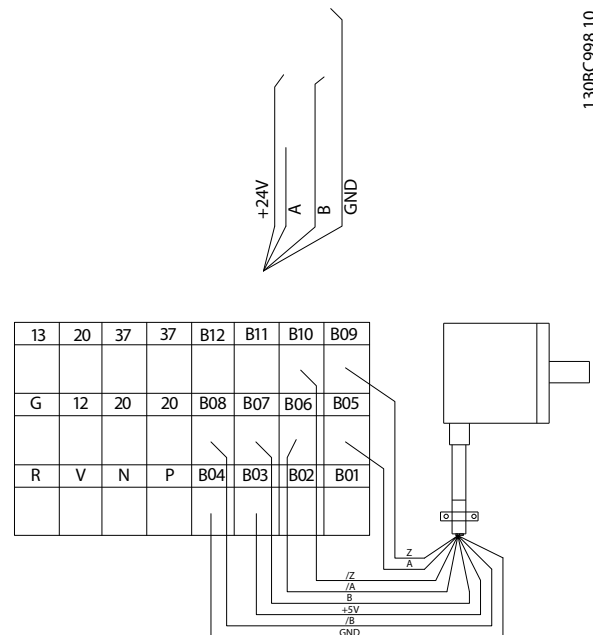 130BC998.10
+24V
A
B
GND
13 20 37 37 B12 B11 B10 B09
G 12 20 20 B08 B07 B06 B05
R V N P B04 B03 B02 B01
Z
A
/Z
/A
B
+5V
/B
GND